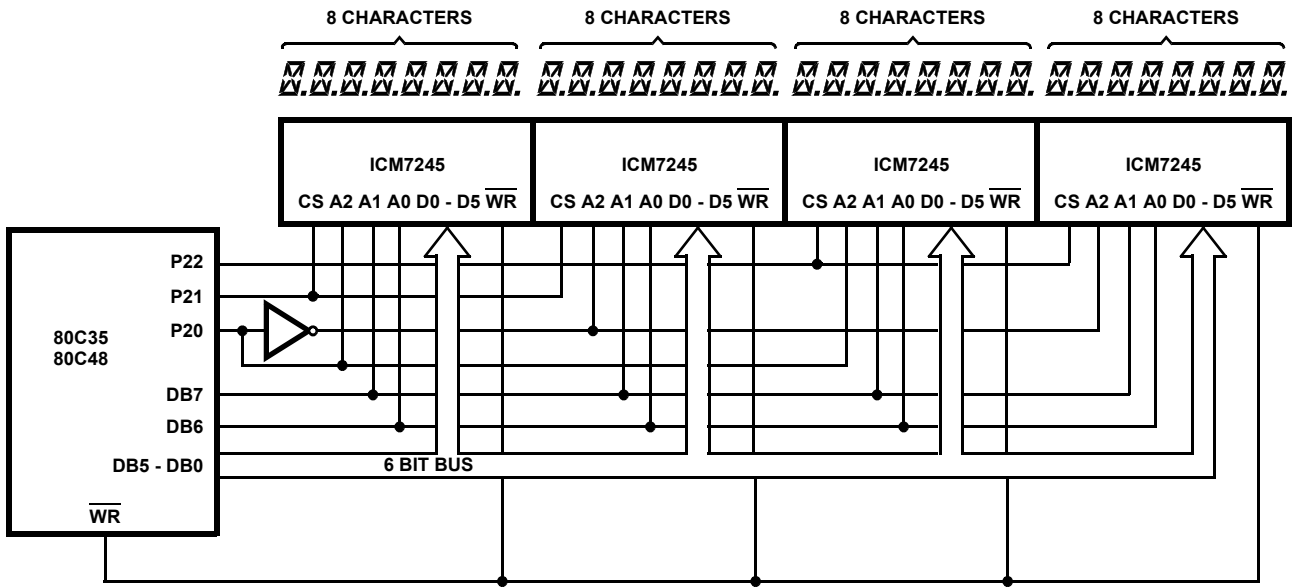 8 CHARACTERS 8 CHARACTERS 8 CHARACTERS 8 CHARACTERS
ICM7245 ICM7245 ICM7245 ICM7245
CS A2 A1 A0 D0 - D5 WR CS A2 A1 A0 D0 - D5 WR CS A2 A1 A0 D0 - D5 WR CS A2 A1 A0 D0 - D5 WR
P22
P21
P20
80C35
80C48
DB7
DB6
DB5 - DB0
6 BIT BUS
WR